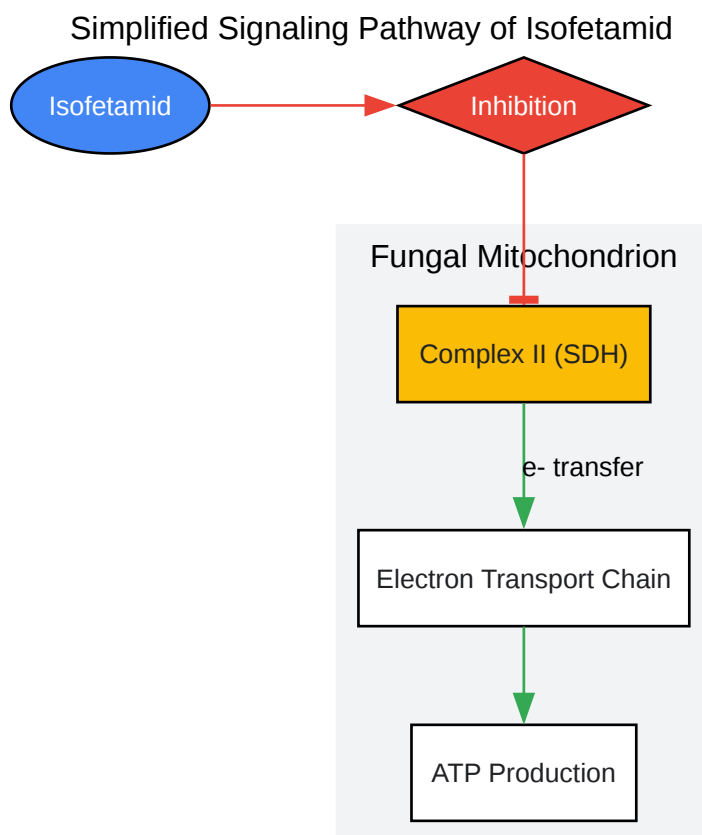 Simplified Signaling Pathway of Isofetamid
Isofetamid
Inhibition
Fungal Mitochondrion
Complex II (SDH)
e- transfer
Electron Transport Chain
ATP Production